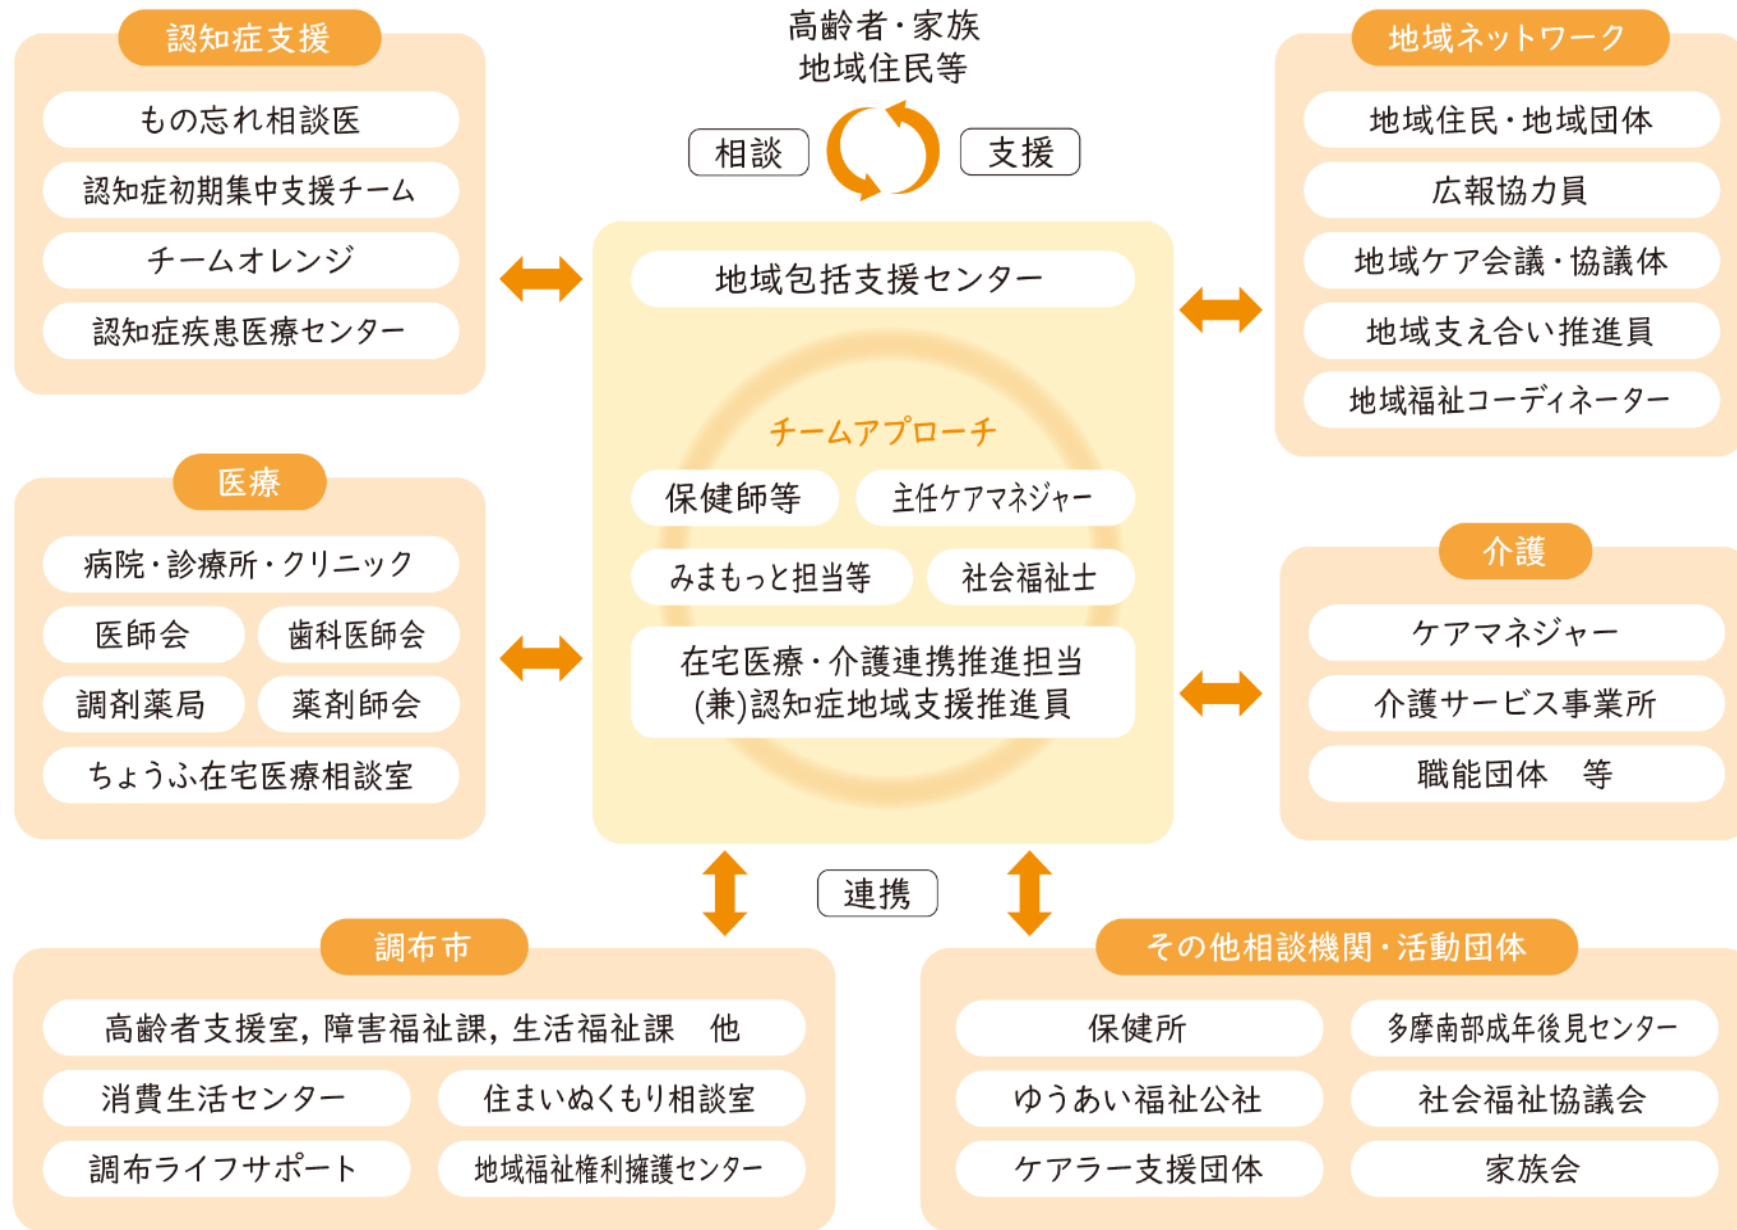 高齢者・家族
地域住民等
相談
支援
認知症支援
もの忘れ相談医
認知症初期集中支援チーム
チームオレンジ
認知症疾患医療センター
地域ネットワーク
地域住民・地域団体
広報協力員
地域ケア会議・協議体
地域支え合い推進員
地域福祉コーディネーター
地域包括支援センター
チームアプローチ
保健師等
主任ケアマネジャー
みまもっと担当等
社会福祉士
在宅医療・介護連携推進担当
(兼)認知症地域支援推進員
医療
病院・診療所・クリニック
医師会
歯科医師会
調剤薬局
薬剤師会
ちょうふ在宅医療相談室
介護
ケアマネジャー
介護サービス事業所
職能団体　等
連携
調布市
高齢者支援室, 障害福祉課, 生活福祉課　他
消費生活センター
住まいぬくもり相談室
調布ライフサポート
地域福祉権利擁護センター
その他相談機関・活動団体
保健所
多摩南部成年後見センター
ゆうあい福祉公社
社会福祉協議会
ケアラー支援団体
家族会